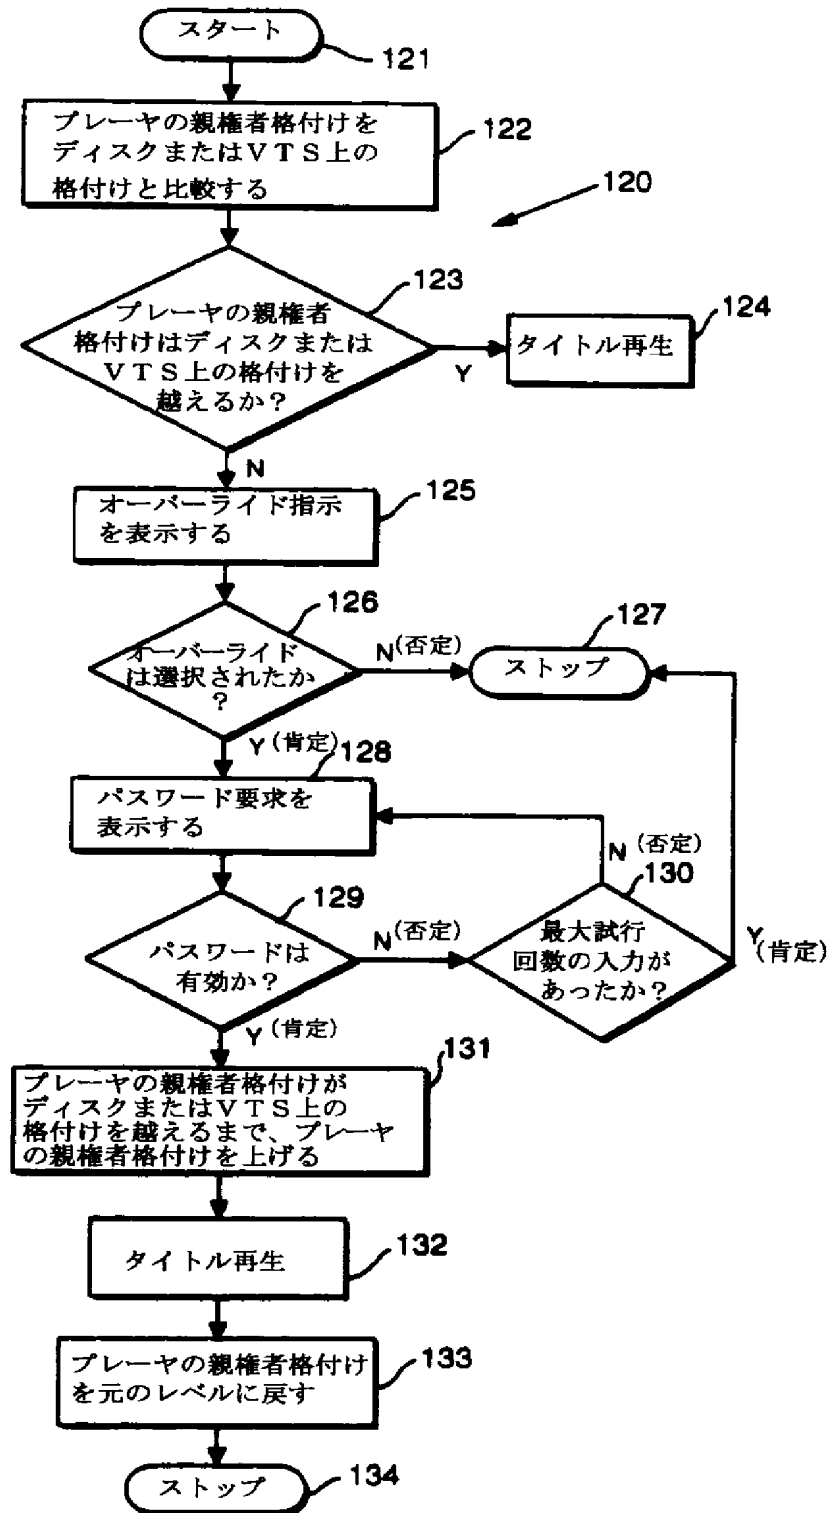 スタート
121
プレーヤの親権者格付けを
ディスクまたはVTS上の
格付けと比較する
122
120
123
プレーヤの親権者
格付けはディスクまたは
VTS上の格付けを
越えるか?
Y
タイトル再生
124
N
オーバーライド指示
を表示する
125
126
オーバーライド
は選択されたか
?
N(否定)
ストップ
127
Y(肯定)
128
パスワード要求を
表示する
N(否定)
129
130
パスワードは
有効か?
N(否定)
最大試行
回数の入力が
あったか?
Y
(肯定)
Y(肯定)
131
プレーヤの親権者格付けが
ディスクまたはVTS上の
格付けを越えるまで、プレーヤ
の親権者格付けを上げる
タイトル再生
132
プレーヤの親権者格付け
を元のレベルに戻す
133
ストップ
134